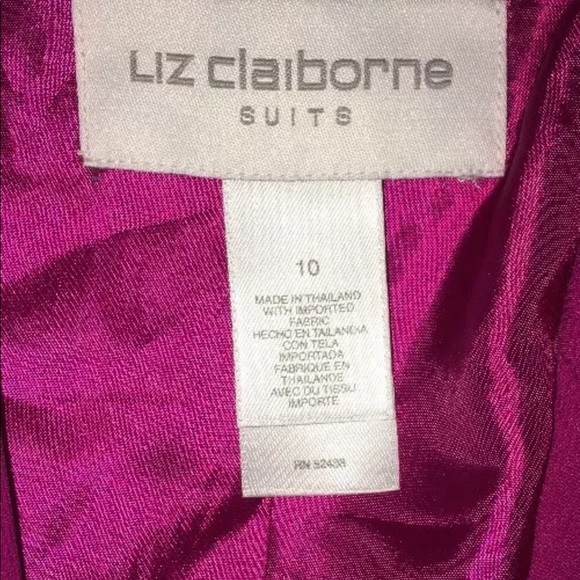 LIZ claiborne
SUITS
10
MADE IN THAILAND
WITH IMPORTED
FABRIC
HECHO EN TAILANDIA
CON TELA
IMPORTADA
FABRIQUE EN
THAILANDE
AVEC DU TISSU
IMPORTE
RN 52438